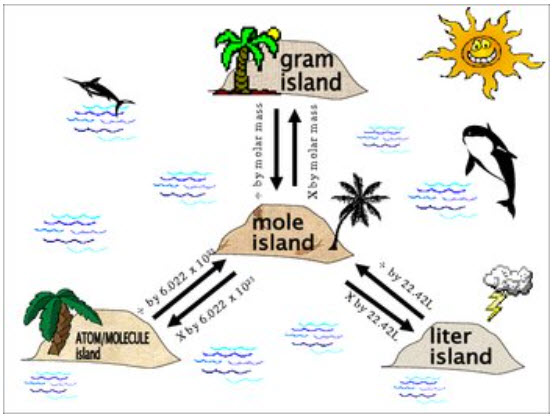 gram
island
÷ by molar mass
X by molar mass
mole
island
÷ by 6.022 x 10²³
X by 6.022 x 10²³
÷ by 22.42L
X by 22.42L
ATOM/MOLECULE
island
liter
island